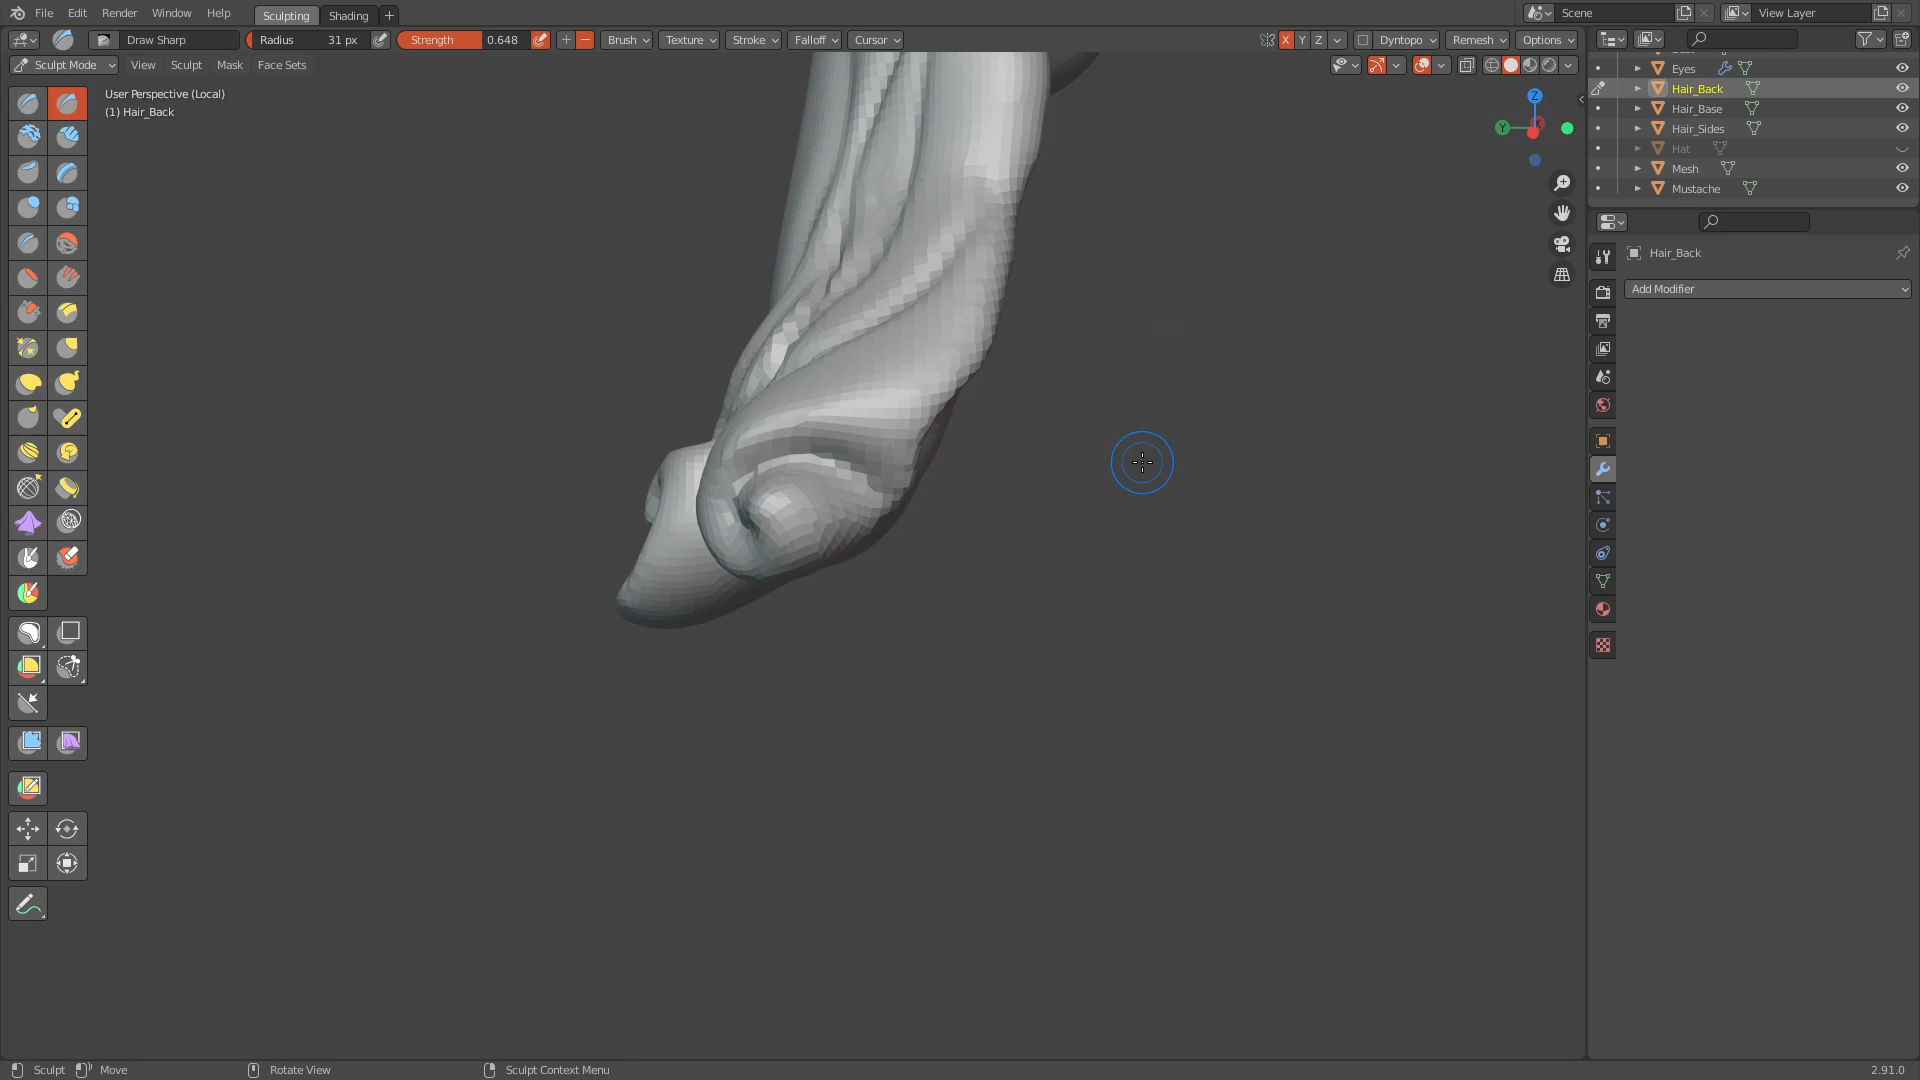 File Edit Render Window Help Sculpting Shading + Scene View Layer
Draw Sharp Radius 31 px Strength 0.648 Brush Texture Stroke Falloff Cursor X Y Z Dyntopo Remesh Options
Sculpt Mode View Sculpt Mask Face Sets
User Perspective (Local)
(1) Hair_Back
Z
Y
Eyes
Hair_Back
Hair_Base
Hair_Sides
Hat
Mesh
Mustache
Hair_Back
Add Modifier
Sculpt Move Rotate View Sculpt Context Menu 2.91.0